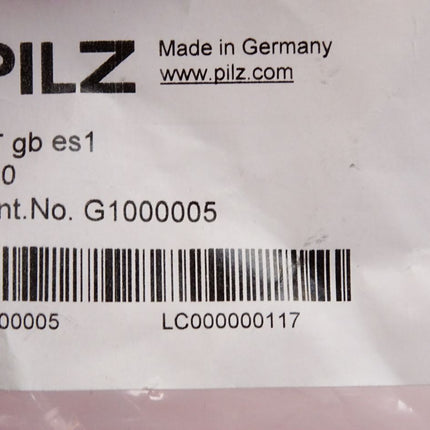 PILZ Made in Germany
www.pilz.com
gb es1
0
nt.No. G1000005
00005 LC000000117